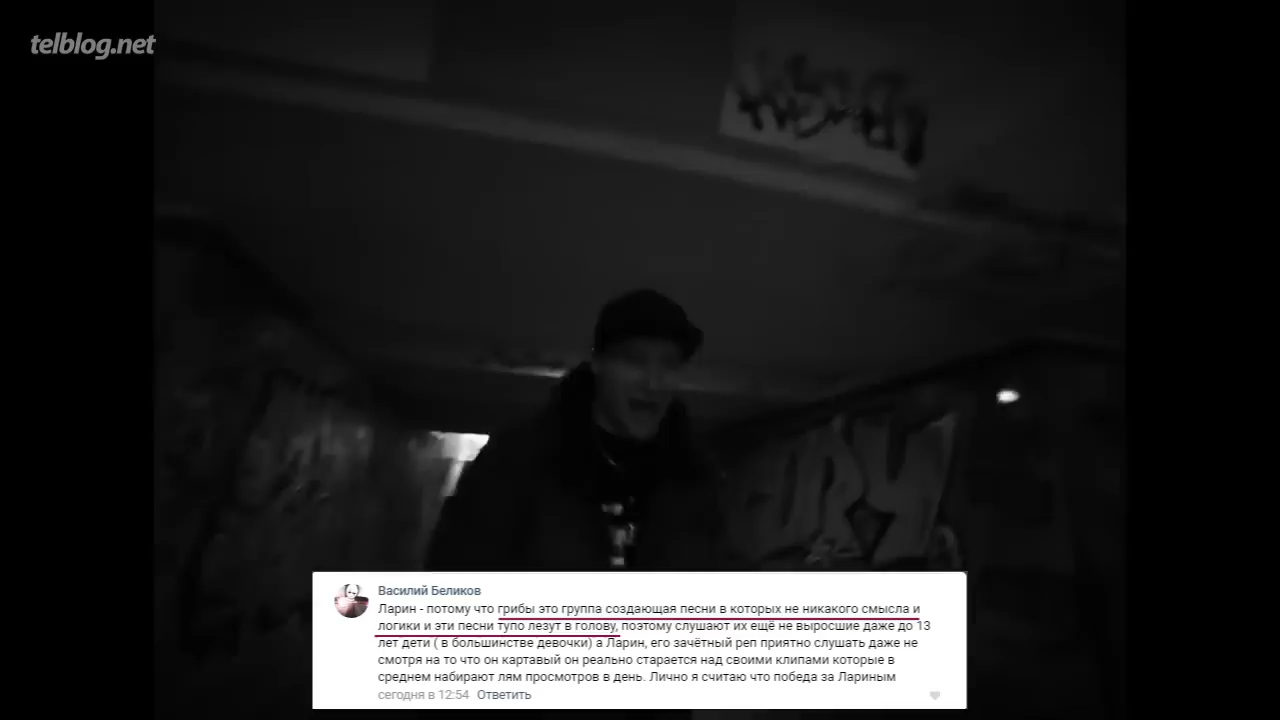 telblog.net
Василий Беликов
Ларин - потому что грибы это группа создающая песни в которых не никакого смысла и
логики и эти песни тупо лезут в голову, поэтому слушают их ещё не выросшие даже до 13
лет дети ( в большинстве девочки) а Ларин, его зачётный реп приятно слушать даже не
смотря на то что он картавый он реально старается над своими клипами которые в
среднем набирают лям просмотров в день. Лично я считаю что победа за Лариным
сегодня в 12:54 Ответить